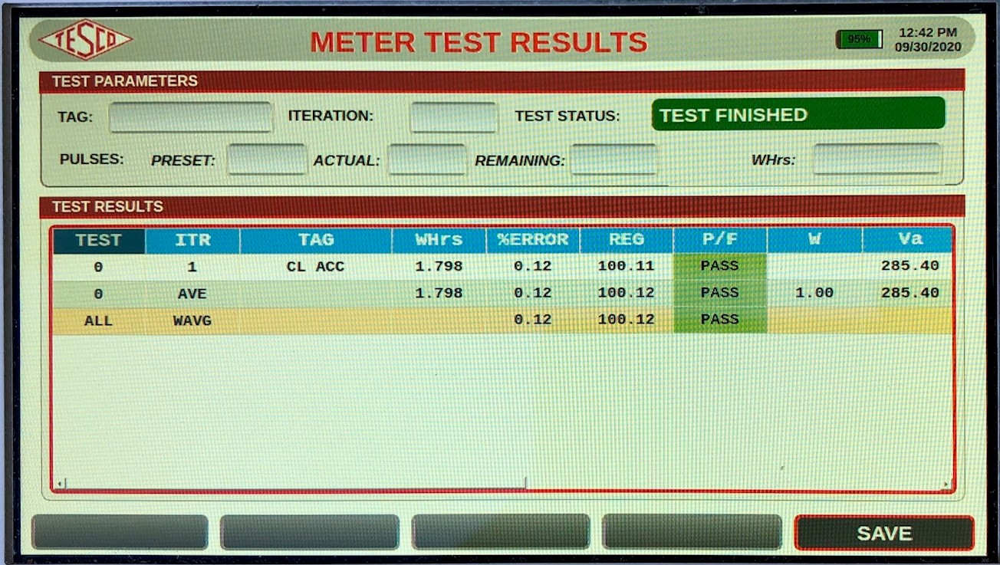 TESCO METER TEST RESULTS 95% 12:42 PM
09/30/2020
TEST PARAMETERS
TAG: ITERATION: TEST STATUS: TEST FINISHED
PULSES: PRESET: ACTUAL: REMAINING: WHrs:
TEST RESULTS
TEST ITR TAG WHrs %ERROR REG P/F W Va
0 1 CL ACC 1.798 0.12 100.11 PASS 285.40
0 AVE 1.798 0.12 100.12 PASS 1.00 285.40
ALL WAVG 0.12 100.12 PASS
SAVE